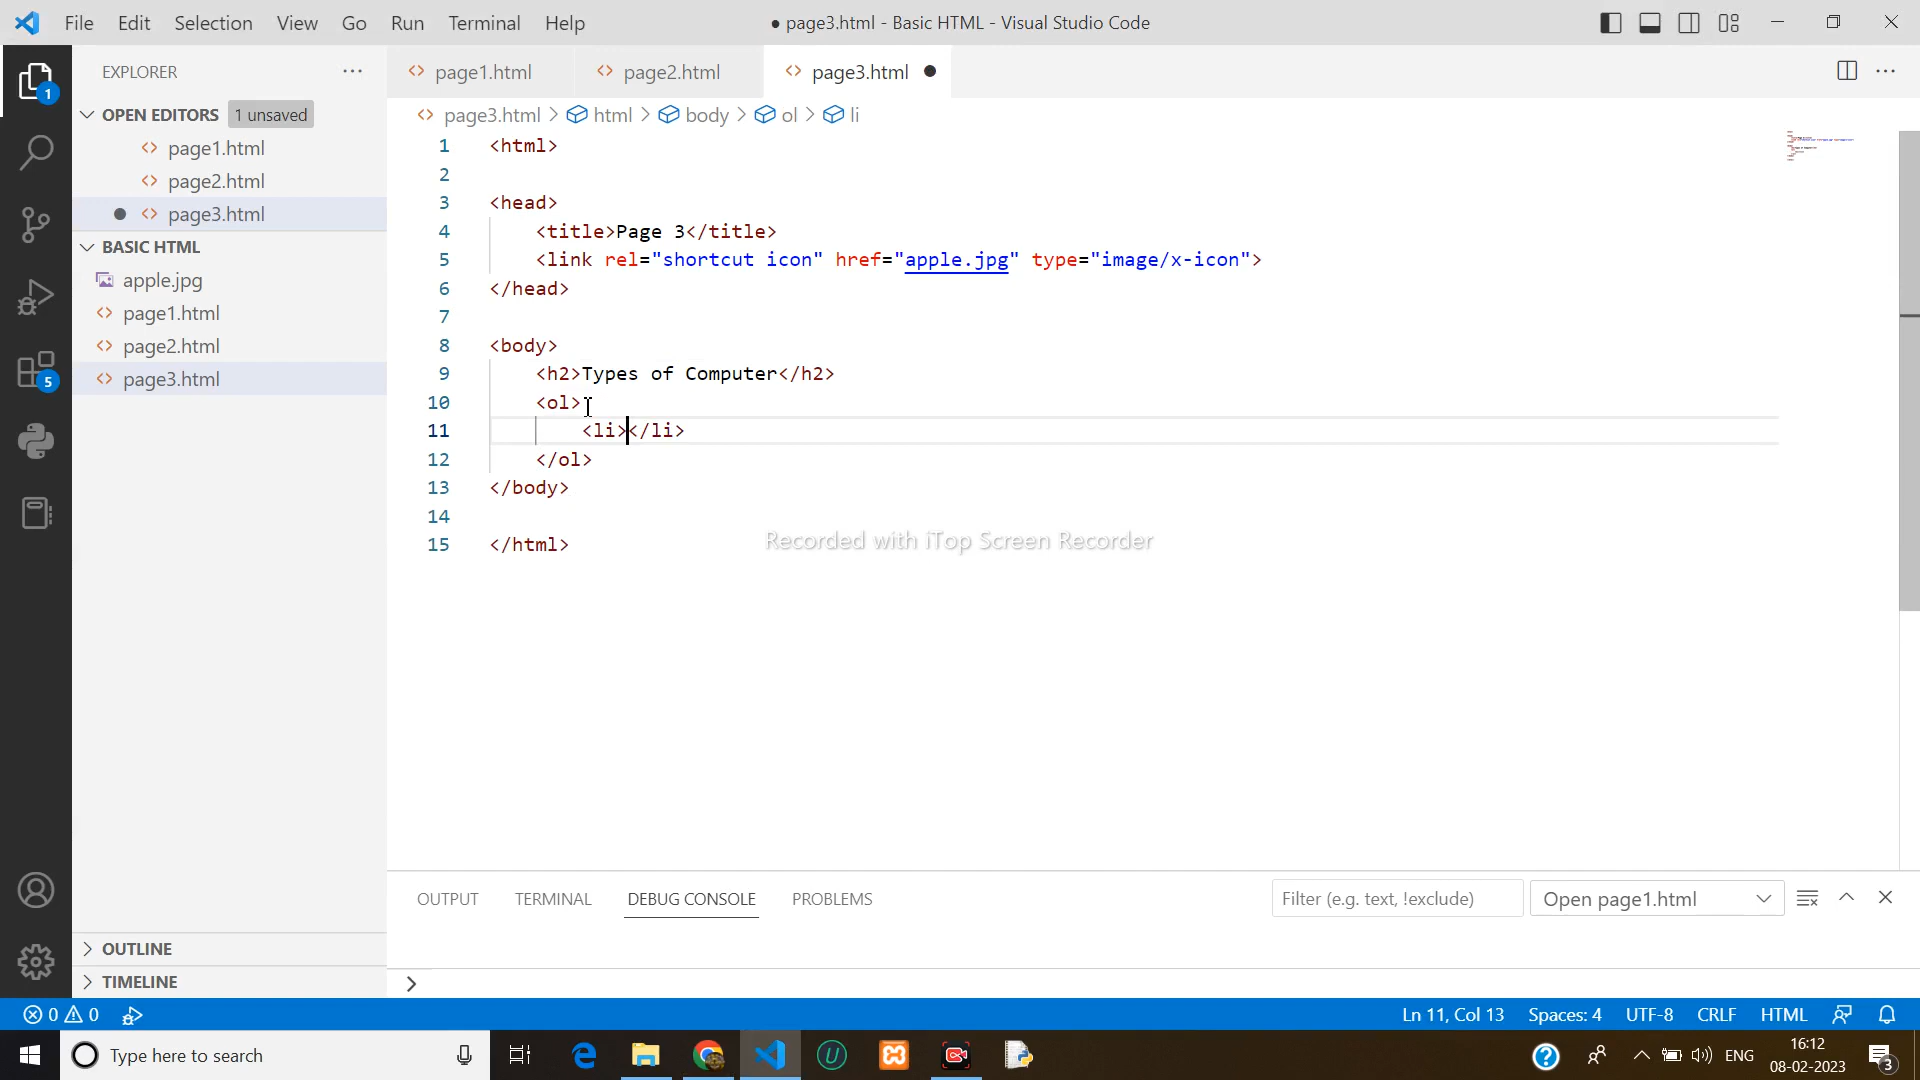 File Edit Selection View Go Run Terminal Help ● page3.html - Basic HTML - Visual Studio Code
EXPLORER
page1.html page2.html page3.html
OPEN EDITORS 1 unsaved
page1.html
page2.html
page3.html
BASIC HTML
apple.jpg
page1.html
page2.html
page3.html
page3.html > html > body > ol > li
1 <html>
2
3 <head>
4 <title>Page 3</title>
5 <link rel="shortcut icon" href="apple.jpg" type="image/x-icon">
6 </head>
7
8 <body>
9 <h2>Types of Computer</h2>
10 <ol>
11 <li></li>
12 </ol>
13 </body>
14
15 </html>
Recorded with iTop Screen Recorder
1
5
OUTPUT TERMINAL DEBUG CONSOLE PROBLEMS Filter (e.g. text, !exclude) Open page1.html
OUTLINE
TIMELINE
>
0 0 Ln 11, Col 13 Spaces: 4 UTF-8 CRLF HTML
Type here to search ENG 16:12
08-02-2023
3